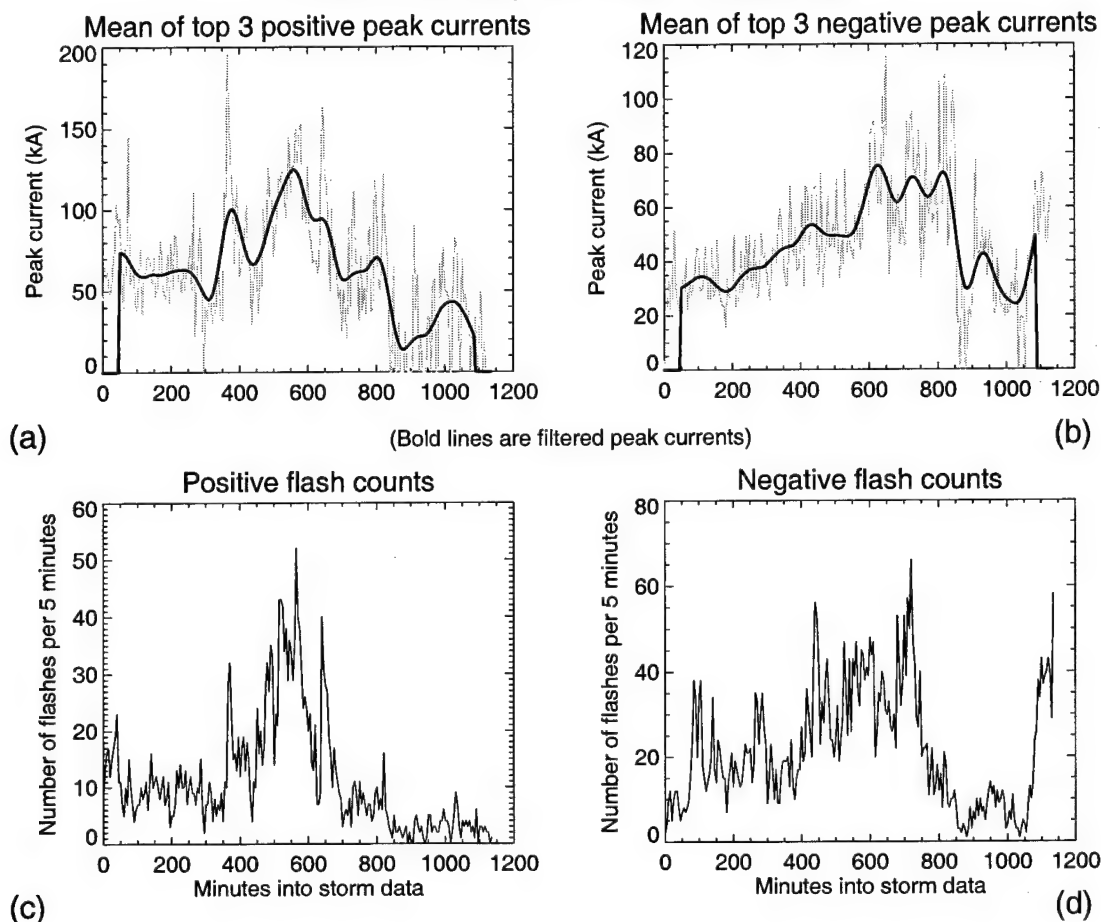 Mean of top 3 positive peak currents
Mean of top 3 negative peak currents
200
150
100
50
0
Peak current (kA)
0 200 400 600 800 1000 1200
120
100
80
60
40
20
0
Peak current (kA)
0 200 400 600 800 1000 1200
(a)
(Bold lines are filtered peak currents)
(b)
Positive flash counts
Negative flash counts
60
50
40
30
20
10
0
Number of flashes per 5 minutes
0 200 400 600 800 1000 1200
Minutes into storm data
80
60
40
20
0
Number of flashes per 5 minutes
0 200 400 600 800 1000 1200
Minutes into storm data
(c)
(d)